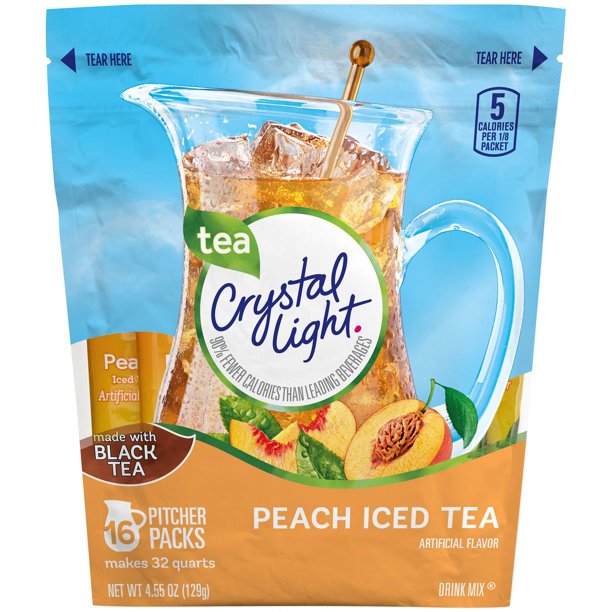 TEAR HERE
TEAR HERE
5
CALORIES
PER 1/8
PACKET
tea
Crystal
Light.
90% FEWER CALORIES THAN LEADING BEVERAGES
Pea
Iced
Artificial
made with
BLACK
TEA
16
PITCHER
PACKS
makes 32 quarts
PEACH ICED TEA
ARTIFICIAL FLAVOR
NET WT 4.55 OZ (129g)
DRINK MIX ®